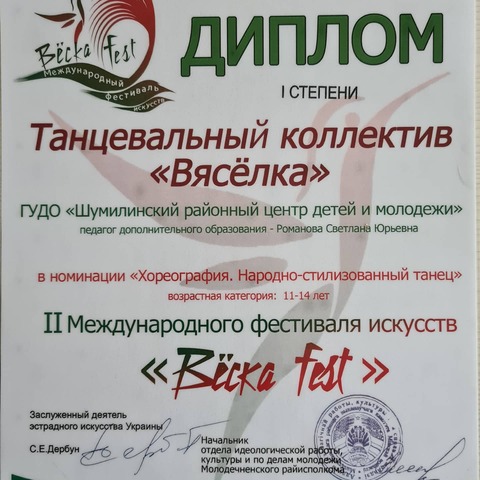 Вёска Fest
Международный
фестиваль
искусств
ДИПЛОМ
I СТЕПЕНИ
Танцевальный коллектив
«Вясёлка»
ГУДО «Шумилинский районный центр детей и молодежи»
педагог дополнительного образования - Романова Светлана Юрьевна
в номинации «Хореография. Народно-стилизованный танец»
возрастная категория: 11-14 лет
II Международного фестиваля искусств
«Вёска fest»
Заслуженный деятель
эстрадного искусства Украины
С.Е.Дербун
Начальник
отдела идеологической работы,
культуры и по делам молодежи
Молодечненского райисполкома